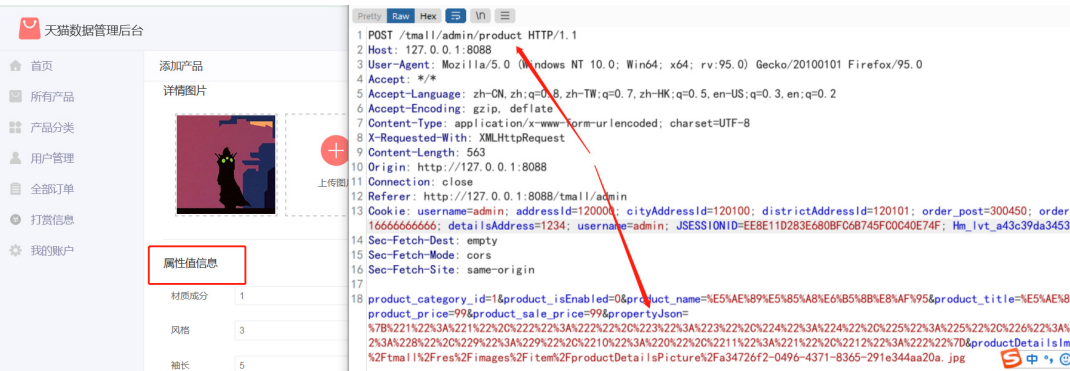 天猫数据管理后台
首页
所有产品
产品分类
用户管理
全部订单
打赏信息
我的账户
添加产品
详情图片
上传图
属性值信息
材质成分 1
风格 3
袖长 5
Pretty Raw Hex \n
1 POST /tmall/admin/product HTTP/1.1
2 Host: 127.0.0.1:8088
3 User-Agent: Mozilla/5.0 (Windows NT 10.0; Win64; x64; rv:95.0) Gecko/20100101 Firefox/95.0
4 Accept: */*
5 Accept-Language: zh-CN,zh;q=0.8,zh-TW;q=0.7,zh-HK;q=0.5,en-US;q=0.3,en;q=0.2
6 Accept-Encoding: gzip, deflate
7 Content-Type: application/x-www-form-urlencoded; charset=UTF-8
8 X-Requested-With: XMLHttpRequest
9 Content-Length: 563
10 Origin: http://127.0.0.1:8088
11 Connection: close
12 Referer: http://127.0.0.1:8088/tmall/admin
13 Cookie: username=admin; addressId=120000; cityAddressId=120100; districtAddressId=120101; order_post=300450; order
16666666666; detailsAddress=1234; username=admin; JSESSIONID=EE8E11D283E680BFC6B745FC0C40E74F; Hm_lvt_a43c39da3453
14 Sec-Fetch-Dest: empty
15 Sec-Fetch-Mode: cors
16 Sec-Fetch-Site: same-origin
17
18 product_category_id=1&product_isEnabled=0&product_name=%E5%AE%89%E5%85%A8%E6%B5%8B%E8%AF%95&product_title=%E5%AE%8
product_price=99&product_sale_price=99&propertyJson=
%7B%221%22%3A%221%22%2C%222%22%3A%222%22%2C%223%22%3A%223%22%2C%224%22%3A%224%22%2C%225%22%3A%225%22%2C%226%22%3A%
2%3A%228%22%2C%229%22%3A%229%22%2C%2210%22%3A%220%22%2C%2211%22%3A%221%22%2C%2212%22%3A%222%22%7D&productDetailsIm
%2Ftmall%2Fres%2Fimages%2Fitem%2FproductDetailsPicture%2Fa34726f2-0496-4371-8365-291e344aa20a.jpg
中